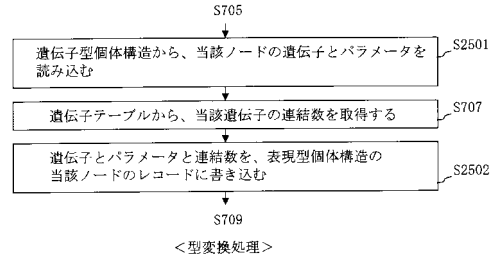 S705
遺伝子型個体構造から、当該ノードの遺伝子とパラメータを
読み込む
S2501
遺伝子テーブルから、当該遺伝子の連結数を取得する
S707
遺伝子とパラメータと連結数を、表現型個体構造の
当該ノードのレコードに書き込む
S2502
S709
＜型変換処理＞